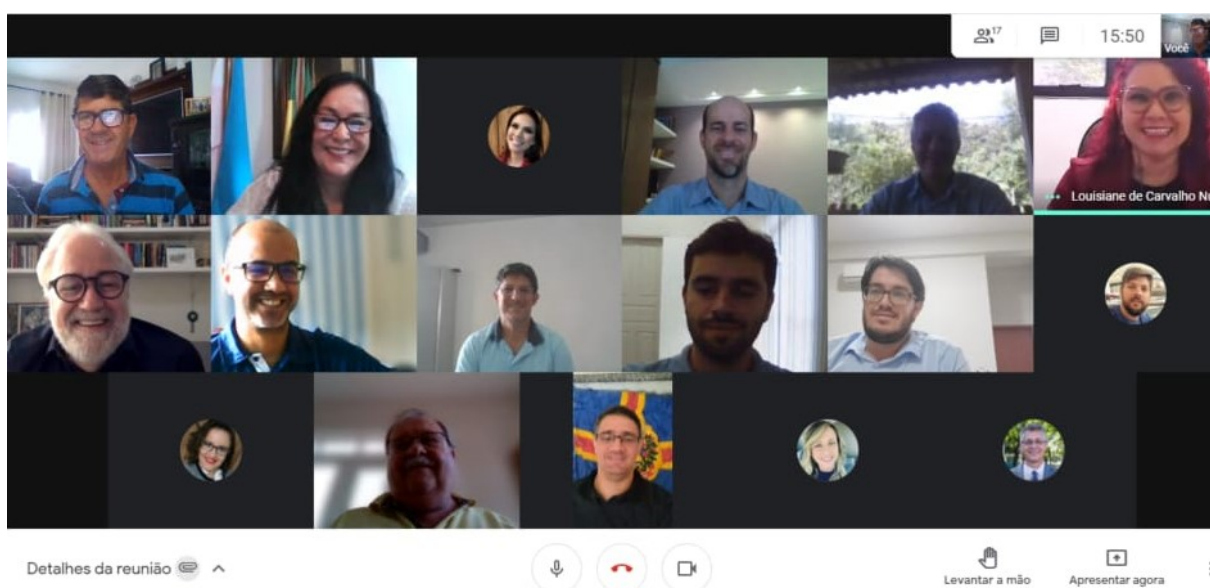 17
15:50
Você
Louisiane de Carvalho Nu
Detalhes da reunião
Levantar a mão
Apresentar agora